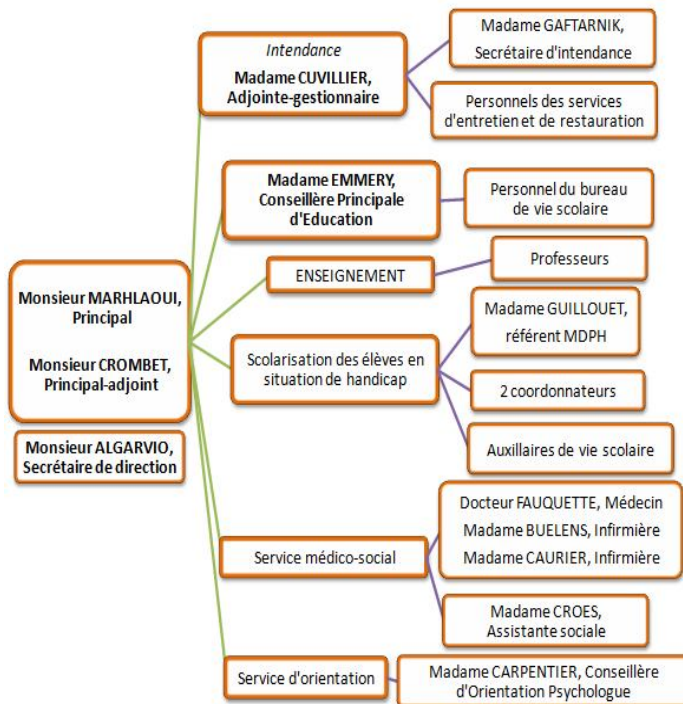 Monsieur MARHLAOUI,
Principal
Monsieur CROMBET,
Principal-adjoint
Monsieur ALGARVIO,
Secrétaire de direction
Intendance
Madame CUVILLIER,
Adjointe-gestionnaire
Madame GAFTARNIK,
Secrétaire d'intendance
Personnels des services
d'entretien et de restauration
Madame EMMERY,
Conseillère Principale
d'Education
Personnel du bureau
de vie scolaire
ENSEIGNEMENT
Professeurs
Scolarisation des élèves en
situation de handicap
Madame GUILLOUET,
référent MDPH
2 coordonnateurs
Auxillaires de vie scolaire
Service médico-social
Docteur FAUQUETTE, Médecin
Madame BUELENS, Infirmière
Madame CAURIER, Infirmière
Madame CROES,
Assistante sociale
Service d'orientation
Madame CARPENTIER, Conseillère
d'Orientation Psychologue